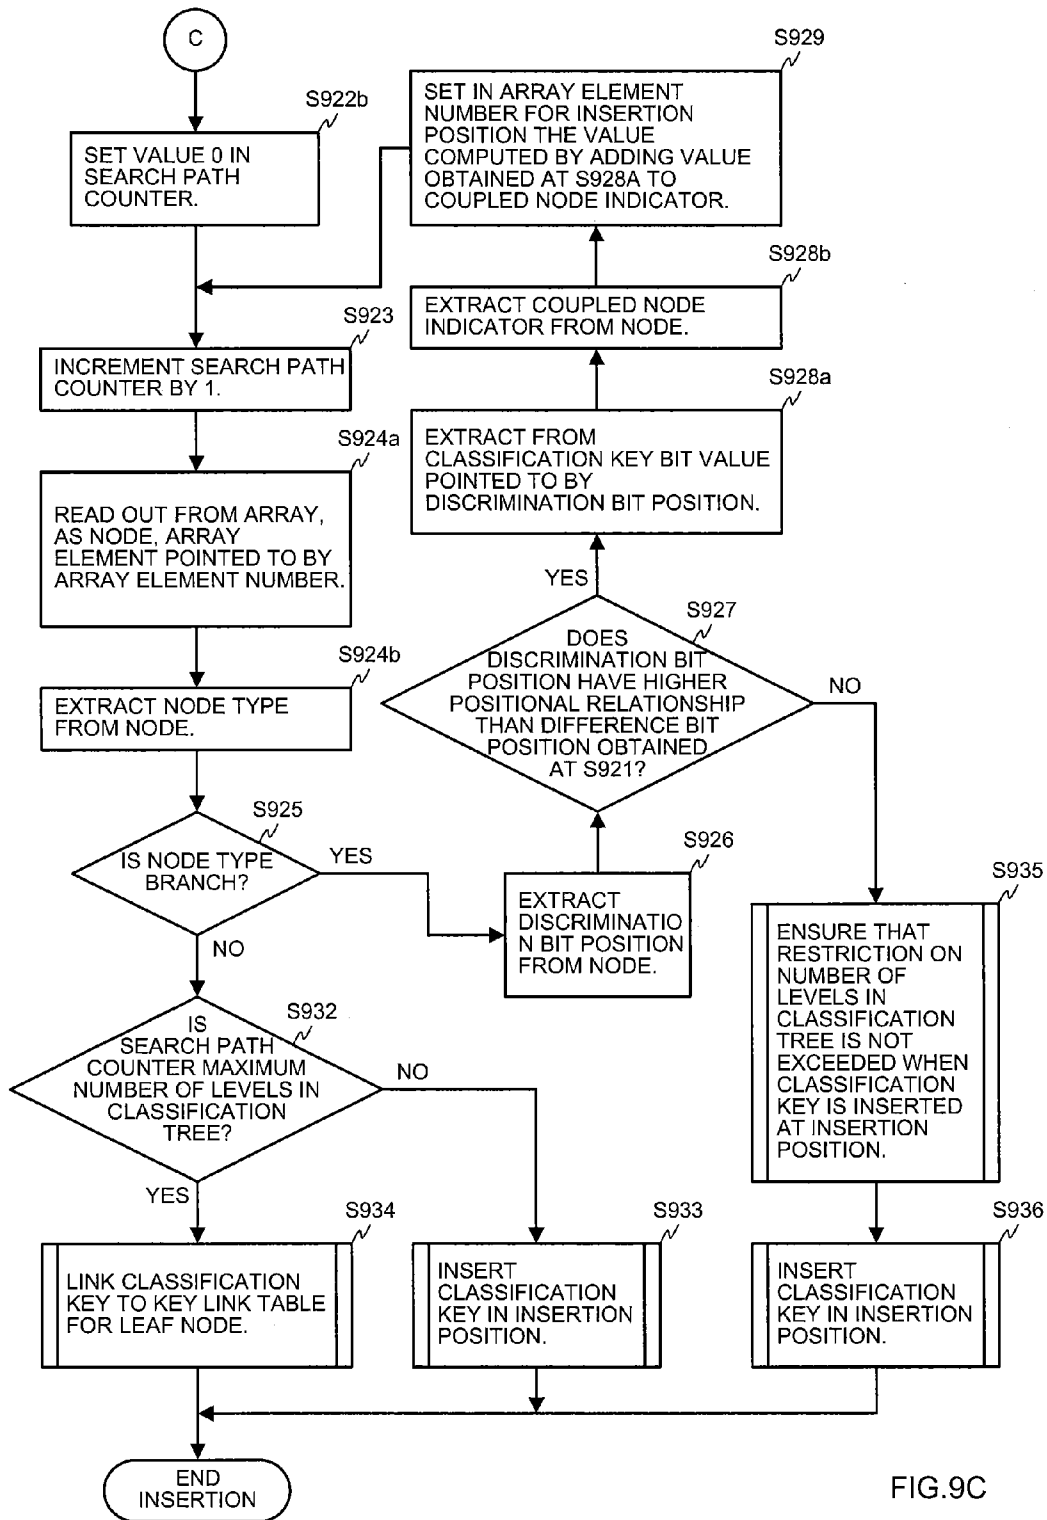 C
S922b
SET VALUE 0 IN
SEARCH PATH
COUNTER.
S923
INCREMENT SEARCH PATH
COUNTER BY 1.
S924a
READ OUT FROM ARRAY,
AS NODE, ARRAY
ELEMENT POINTED TO BY
ARRAY ELEMENT NUMBER.
S924b
EXTRACT NODE TYPE
FROM NODE.
S925
IS NODE TYPE
BRANCH?
YES
NO
S926
EXTRACT
DISCRIMINATIO
N BIT POSITION
FROM NODE.
S927
DOES
DISCRIMINATION BIT
POSITION HAVE HIGHER
POSITIONAL RELATIONSHIP
THAN DIFFERENCE BIT
POSITION OBTAINED
AT S921?
YES
NO
S928a
EXTRACT FROM
CLASSIFICATION KEY BIT VALUE
POINTED TO BY
DISCRIMINATION BIT POSITION.
S928b
EXTRACT COUPLED NODE
INDICATOR FROM NODE.
S929
SET IN ARRAY ELEMENT
NUMBER FOR INSERTION
POSITION THE VALUE
COMPUTED BY ADDING VALUE
OBTAINED AT S928A TO
COUPLED NODE INDICATOR.
S932
IS
SEARCH PATH
COUNTER MAXIMUM
NUMBER OF LEVELS IN
CLASSIFICATION
TREE?
NO
YES
S934
LINK CLASSIFICATION
KEY TO KEY LINK TABLE
FOR LEAF NODE.
S933
INSERT
CLASSIFICATION
KEY IN INSERTION
POSITION.
S935
ENSURE THAT
RESTRICTION ON
NUMBER OF
LEVELS IN
CLASSIFICATION
TREE IS NOT
EXCEEDED WHEN
CLASSIFICATION
KEY IS INSERTED
AT INSERTION
POSITION.
S936
INSERT
CLASSIFICATION
KEY IN INSERTION
POSITION.
END
INSERTION
FIG.9C